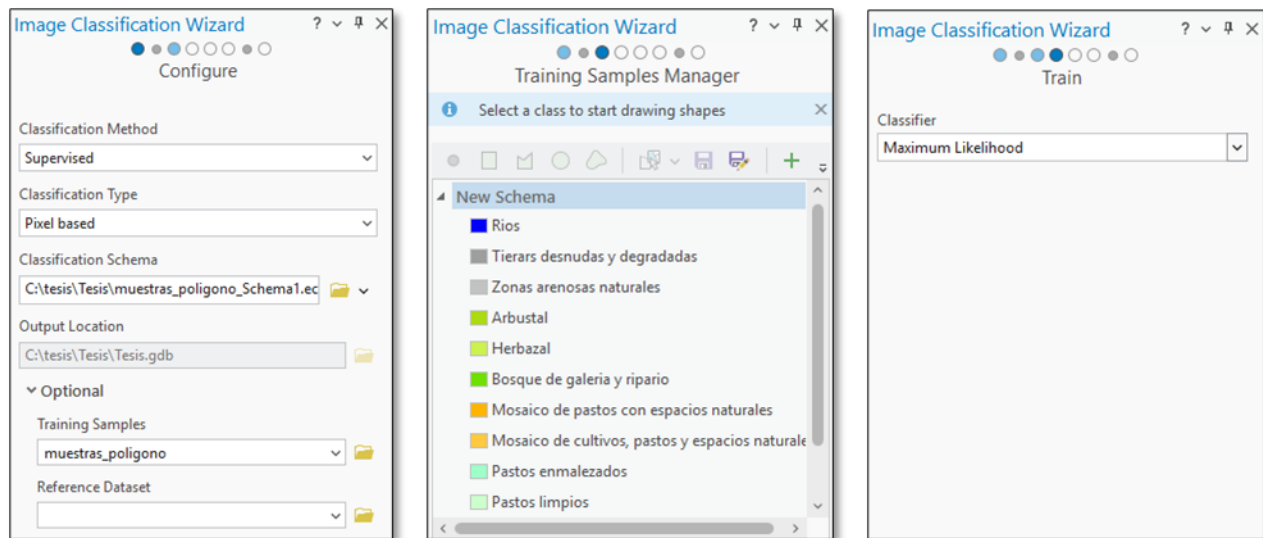 Image Classification Wizard
Configure
Classification Method
Supervised
Classification Type
Pixel based
Classification Schema
C:\tesis\Tesis\muestras_poligono_Schema1.ec
Output Location
C:\tesis\Tesis\Tesis.gdb
Optional
Training Samples
muestras_poligono
Reference Dataset
Image Classification Wizard
Training Samples Manager
Select a class to start drawing shapes
New Schema
Rios
Tierars desnudas y degradadas
Zonas arenosas naturales
Arbustal
Herbazal
Bosque de galeria y ripario
Mosaico de pastos con espacios naturales
Mosaico de cultivos, pastos y espacios naturale
Pastos enmalezados
Pastos limpios
Image Classification Wizard
Train
Classifier
Maximum Likelihood